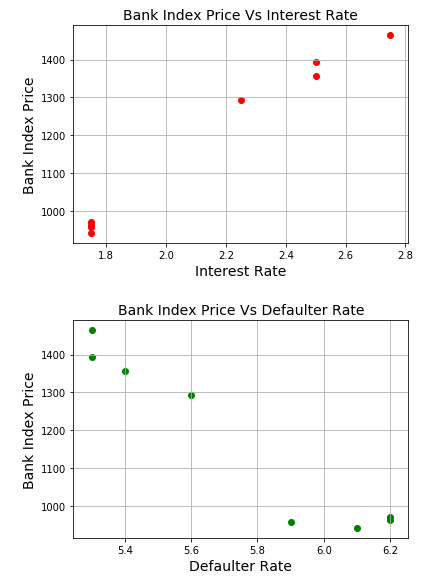 Bank Index Price Vs Interest Rate
Bank Index Price
1400
1300
1200
1100
1000
1.8 2.0 2.2 2.4 2.6 2.8
Interest Rate
Bank Index Price Vs Defaulter Rate
Bank Index Price
1400
1300
1200
1100
1000
5.4 5.6 5.8 6.0 6.2
Defaulter Rate